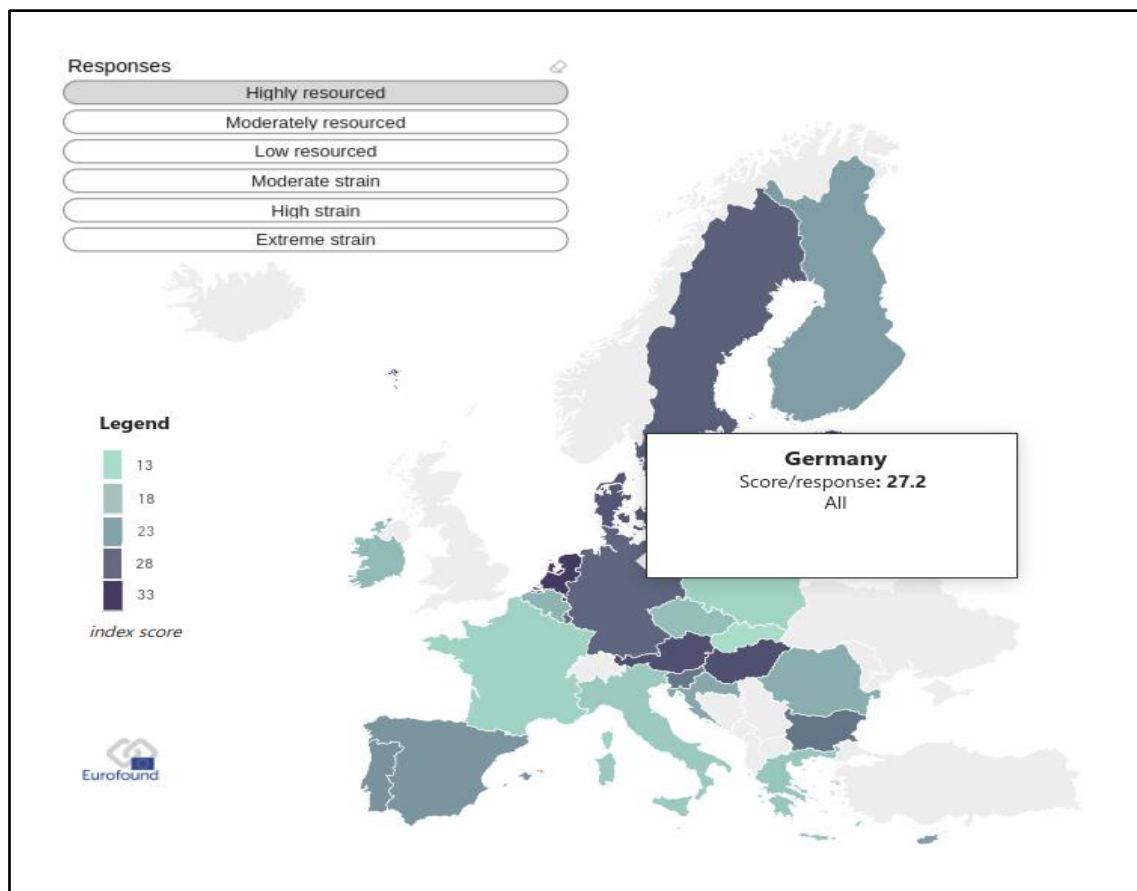 Responses
Highly resourced
Moderately resourced
Low resourced
Moderate strain
High strain
Extreme strain
Legend
13
18
23
28
33
index score
Germany
Score/response: 27.2
All
Eurofound